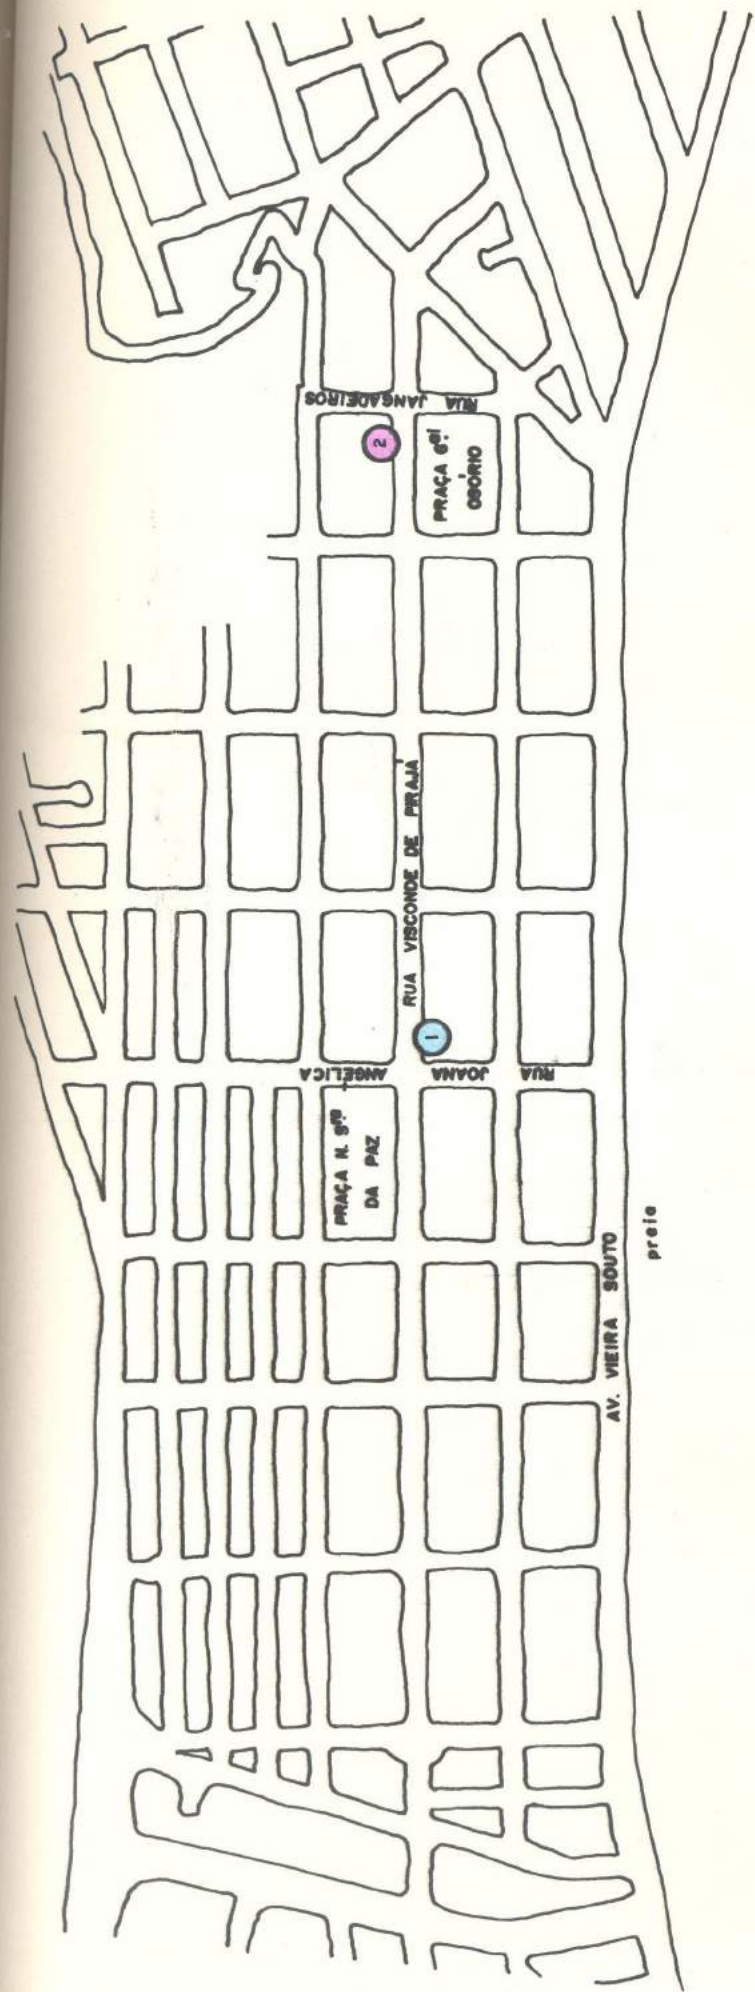 RUA JANGADEIROS
2
PRAÇA Gal.
OSÓRIO
RUA VISCONDE DE PIRAJÁ
1
RUA JOANA ANGÉLICA
PRAÇA N. Sra.
DA PAZ
AV. VIEIRA SOUTO
praia